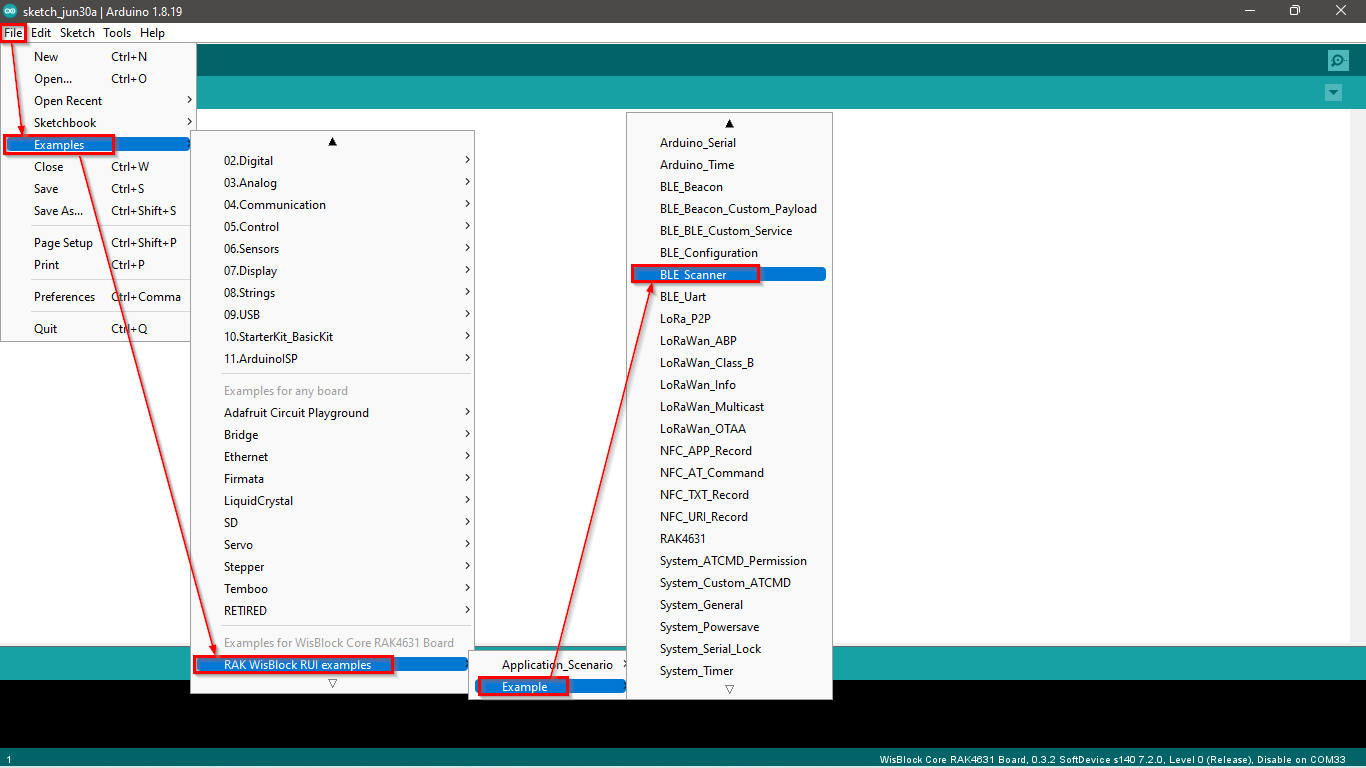 sketch_jun30a | Arduino 1.8.19
File Edit Sketch Tools Help
New Ctrl+N
Open... Ctrl+O
Open Recent
Sketchbook
Examples
Close Ctrl+W
Save Ctrl+S
Save As... Ctrl+Shift+S
Page Setup Ctrl+Shift+P
Print Ctrl+P
Preferences Ctrl+Comma
Quit Ctrl+Q
02.Digital
03.Analog
04.Communication
05.Control
06.Sensors
07.Display
08.Strings
09.USB
10.StarterKit_BasicKit
11.ArduinoISP
Examples for any board
Adafruit Circuit Playground
Bridge
Ethernet
Firmata
LiquidCrystal
SD
Servo
Stepper
Temboo
RETIRED
Examples for WisBlock Core RAK4631 Board
RAK WisBlock RUI examples
Application_Scenario
Example
Arduino_Serial
Arduino_Time
BLE_Beacon
BLE_Beacon_Custom_Payload
BLE_BLE_Custom_Service
BLE_Configuration
BLE_Scanner
BLE_Uart
LoRa_P2P
LoRaWan_ABP
LoRaWan_Class_B
LoRaWan_Info
LoRaWan_Multicast
LoRaWan_OTAA
NFC_APP_Record
NFC_AT_Command
NFC_TXT_Record
NFC_URI_Record
RAK4631
System_ATCMD_Permission
System_Custom_ATCMD
System_General
System_Powersave
System_Serial_Lock
System_Timer
1 WisBlock Core RAK4631 Board, 0.3.2 SoftDevice s140 7.2.0, Level 0 (Release), Disable on COM33